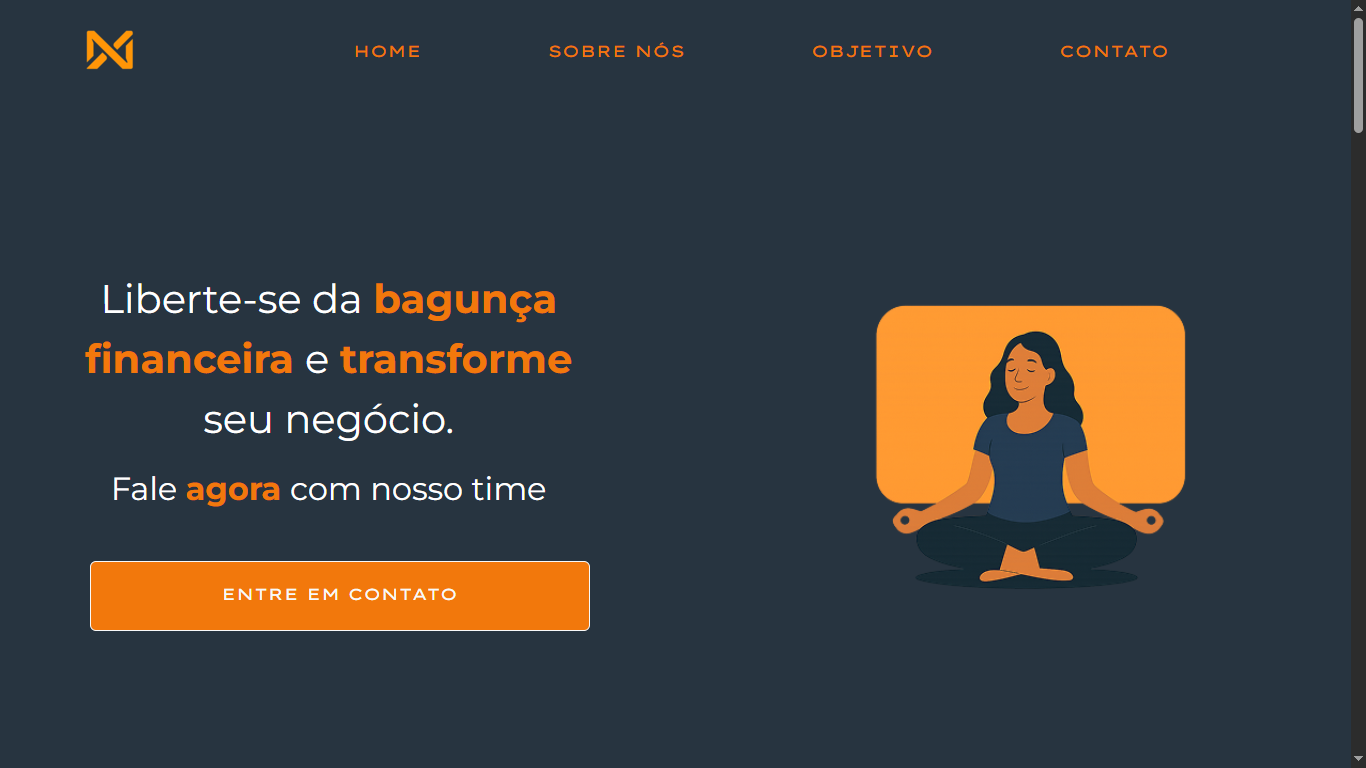 HOME
SOBRE NÓS
OBJETIVO
CONTATO
Liberte-se da bagunça
financeira e transforme
seu negócio.
Fale agora com nosso time
ENTRE EM CONTATO